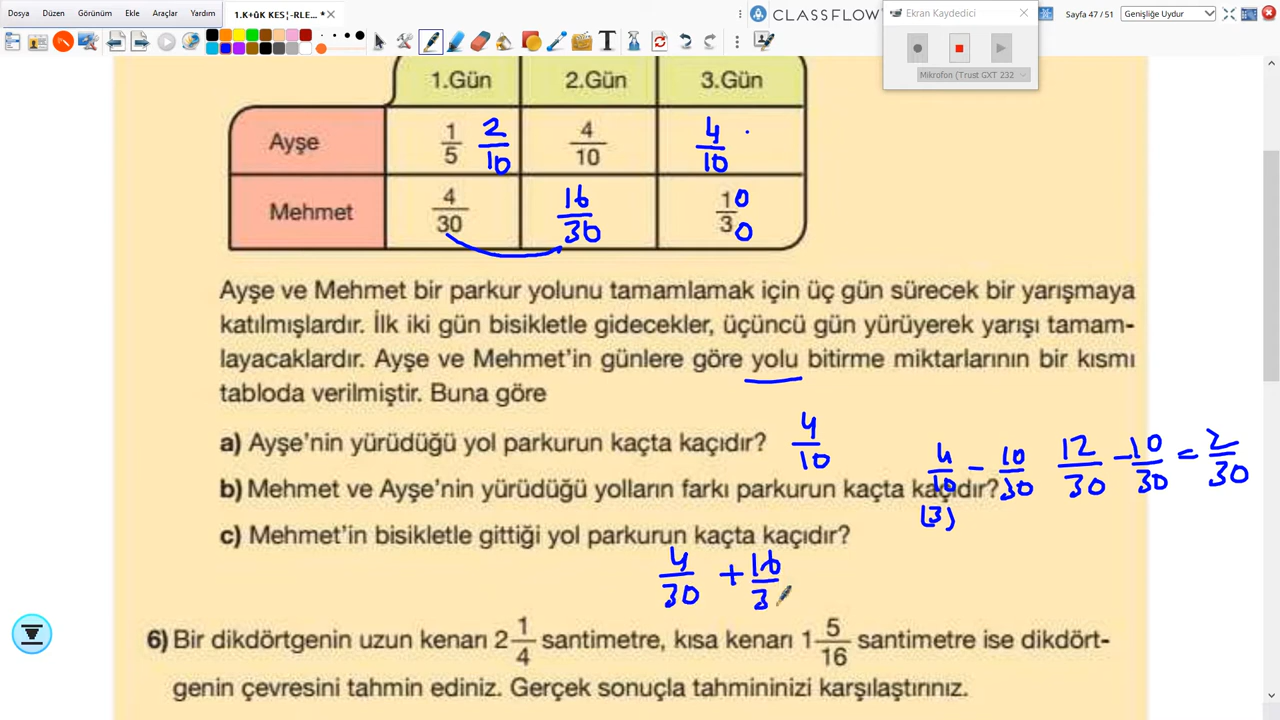 Dosya Düzen Görünüm Ekle Araçlar Yardım
1.K+ûK KES¦-RLE...*
CLASSFLOW
Sayfa 47 / 51
Genişliğe Uydur
Ekran Kaydedici
Mikrofon (Trust GXT 232
1.Gün 2.Gün 3.Gün
Ayşe 1/5 2/10 4/10 4/10
Mehmet 4/30 16/30 10/30
Ayşe ve Mehmet bir parkur yolunu tamamlamak için üç gün sürecek bir yarışmaya
katılmışlardır. İlk iki gün bisikletle gidecekler, üçüncü gün yürüyerek yarışı tamam-
layacaklardır. Ayşe ve Mehmet'in günlere göre yolu bitirme miktarlarının bir kısmı
tabloda verilmiştir. Buna göre
a) Ayşe'nin yürüdüğü yol parkurun kaçta kaçıdır? 4/10
4/10 - 10/30 12/30 - 10/30 = 2/30
(3)
b) Mehmet ve Ayşe'nin yürüdüğü yolların farkı parkurun kaçta kaçıdır?
c) Mehmet'in bisikletle gittiği yol parkurun kaçta kaçıdır?
4/30 + 16/3
6) Bir dikdörtgenin uzun kenarı 2 1/4 santimetre, kısa kenarı 1 5/16 santimetre ise dikdört-
genin çevresini tahmin ediniz. Gerçek sonuçla tahmininizi karşılaştırınız.